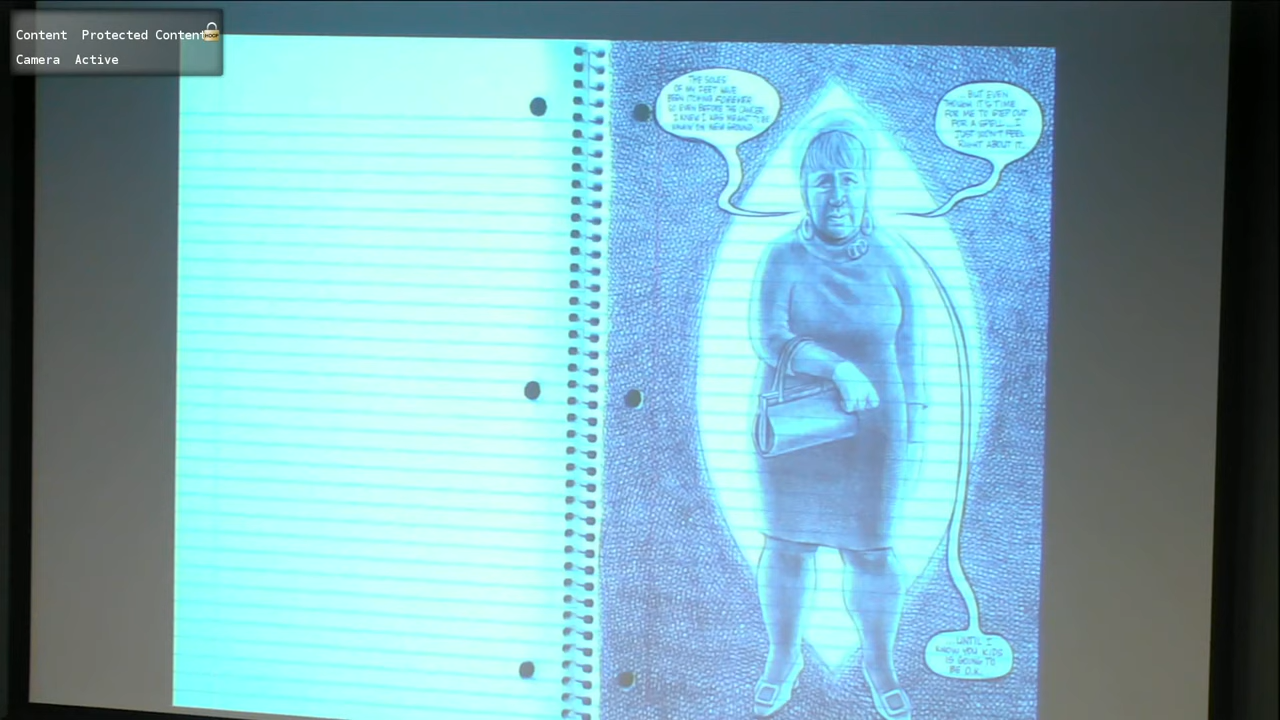 Content Protected Content
Camera Active
THE SOLES
OF MY FEET HAVE
BEEN ITCHING FOREVER
SO EVEN BEFORE THE CANCER
I KNEW I WAS MEANT TO BE
WALKIN' ON NEW GROUND.
BUT EVEN
THOUGH IT'S TIME
FOR ME TO STEP OUT
FOR A SPELL... I
JUST WON'T FEEL
RIGHT ABOUT IT...
...UNTIL I
KNOW YOU KIDS
IS GOING TO
BE O.K.